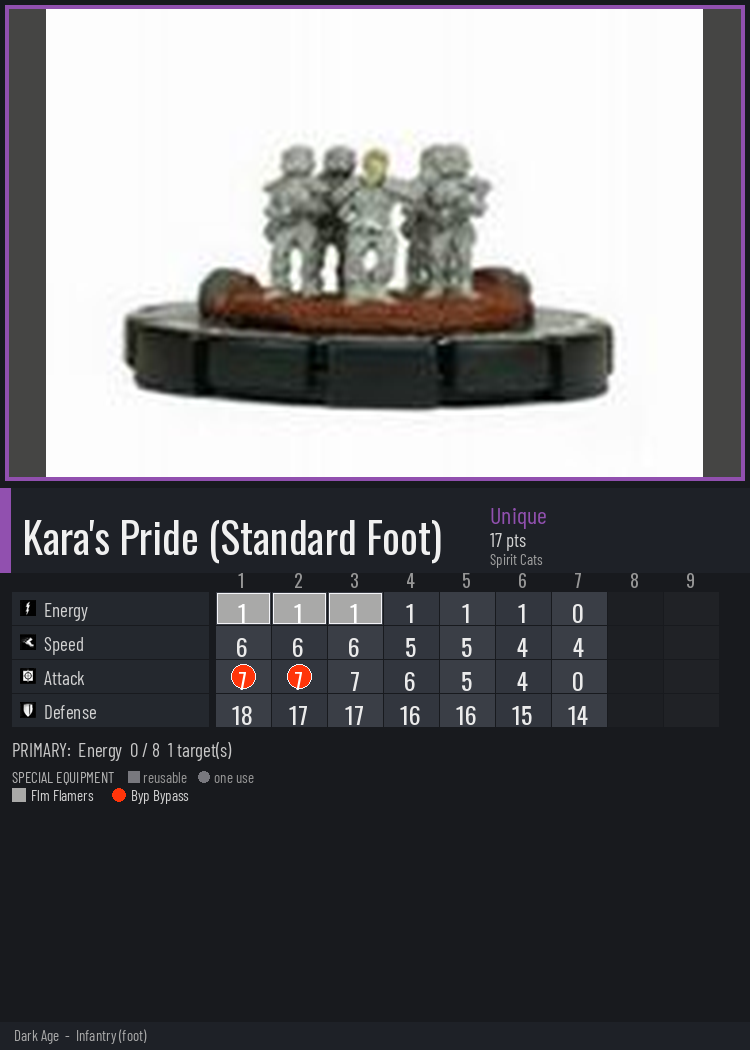 Kara's Pride (Standard Foot)
Unique
17 pts
Spirit Cats
1 2 3 4 5 6 7 8 9
Energy 1 1 1 1 1 1 0
Speed 6 6 6 5 5 4 4
Attack 7 7 7 6 5 4 0
Defense 18 17 17 16 16 15 14
PRIMARY: Energy 0 / 8 1 target(s)
SPECIAL EQUIPMENT reusable one use
Flm Flamers Byp Bypass
Dark Age - Infantry (foot)